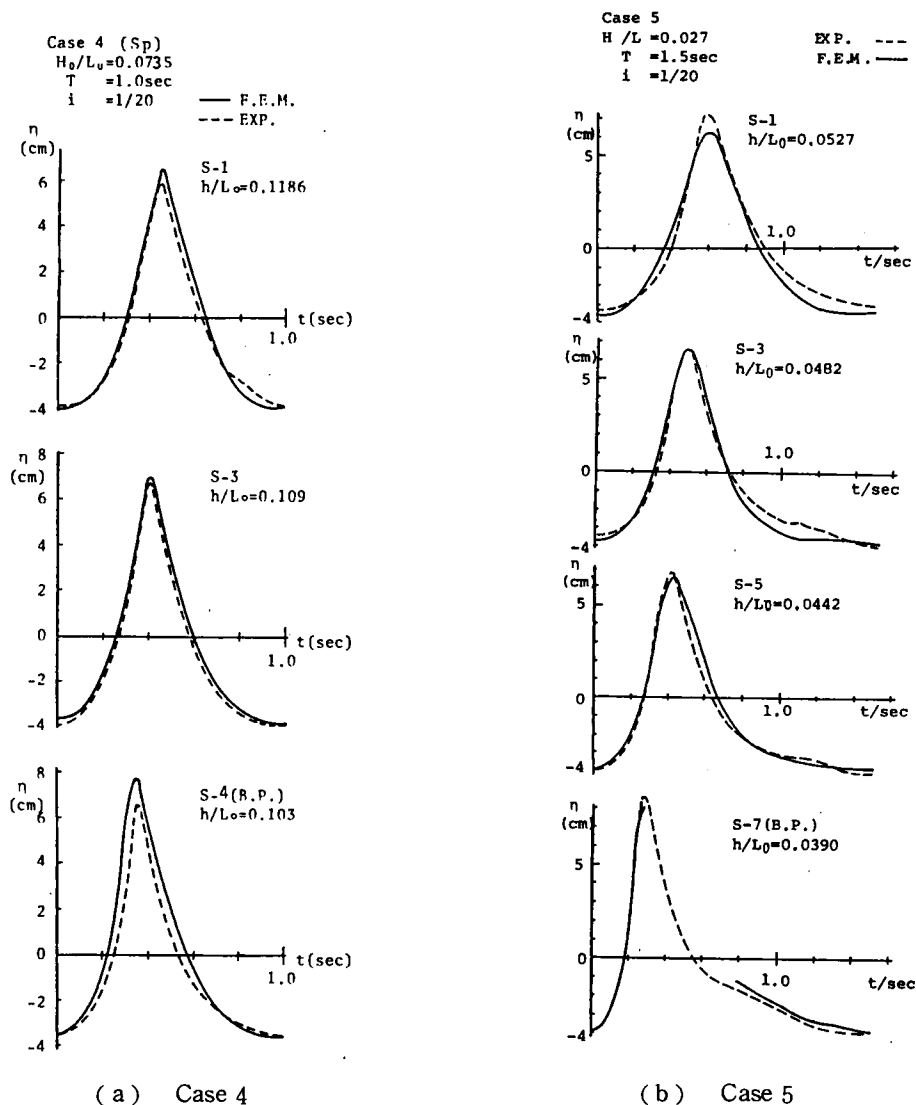 Case 4 (Sp)
H₀/L₀=0.0735
T =1.0sec
i =1/20
F.E.M.
EXP.
η
(cm)
6
4
2
0
-2
-4
S-1
h/L₀=0.1186
t(sec)
1.0
η
(cm)
8
6
4
2
0
-2
-4
S-3
h/L₀=0.109
t(sec)
1.0
η
(cm)
8
6
4
2
0
-2
-4
S-4(B.P.)
h/L₀=0.103
t(sec)
1.0
(a) Case 4
Case 5
H /L =0.027
T =1.5sec
i =1/20
EXP.
F.E.M.
η
(cm)
5
0
-4
S-1
h/L₀=0.0527
1.0
t/sec
η
(cm)
5
0
-4
S-3
h/L₀=0.0482
1.0
t/sec
η
(cm)
5
0
-4
S-5
h/L₀=0.0442
1.0
t/sec
η
(cm)
5
0
-4
S-7(B.P.)
h/L₀=0.0390
1.0
t/sec
(b) Case 5